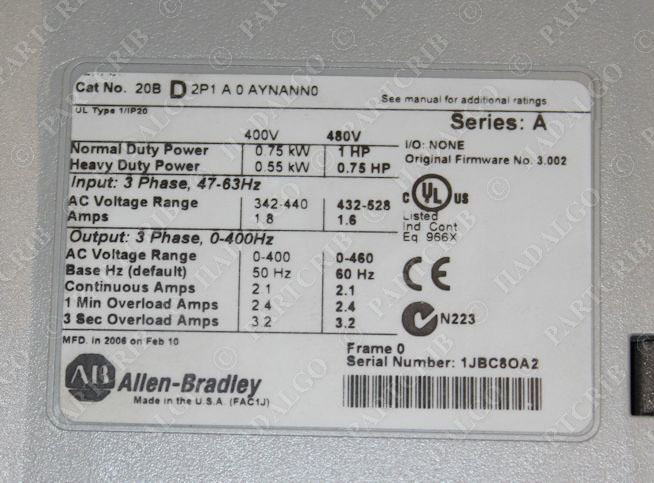 Cat No. 20B D 2P1 A 0 AYNANN0
UL Type 1/IP20
See manual for additional ratings
Series: A
400V 480V
Normal Duty Power 0.75 kW 1 HP
Heavy Duty Power 0.55 kW 0.75 HP
I/O: NONE
Original Firmware No. 3.002
Input: 3 Phase, 47-63Hz
AC Voltage Range 342-440 432-528
Amps 1.8 1.6
C UL US
Listed
Ind Cont
Eq 966X
Output: 3 Phase, 0-400Hz
AC Voltage Range 0-400 0-460
Base Hz (default) 50 Hz 60 Hz
Continuous Amps 2.1 2.1
1 Min Overload Amps 2.4 2.4
3 Sec Overload Amps 3.2 3.2
CE
N223
MFD. in 2006 on Feb 10
Frame 0
Serial Number: 1JBC8OA2
AB Allen-Bradley
Made in the U.S.A. (FAC1J)
© PARTCRIB © HADALGO